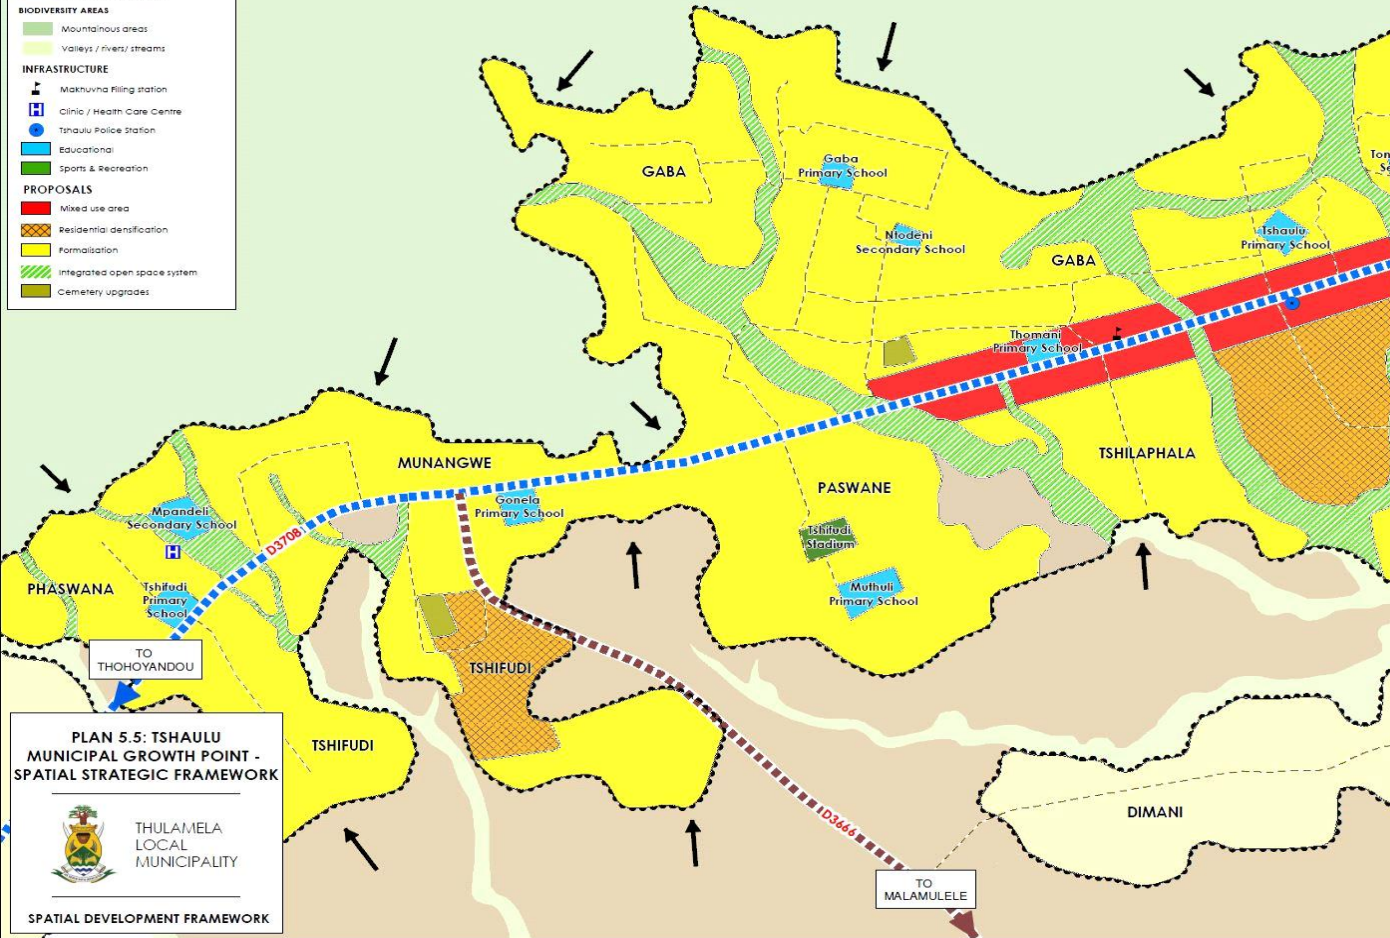 BIODIVERSITY AREAS
Mountainous areas
Valleys / rivers/ streams
INFRASTRUCTURE
Makhuvha Filling station
Clinic / Health Care Centre
Tshaulu Police Station
Educational
Sports & Recreation
PROPOSALS
Mixed use area
Residential densification
Formalisation
Integrated open space system
Cemetery upgrades
GABA
Gaba
Primary School
Ntodeni
Secondary School
GABA
Tshaulu
Primary School
Thomani
Primary School
MUNANGWE
TSHILAPHALA
PASWANE
Mpandeli
Secondary School
Gonela
Primary School
D3708
Tshifudi
Stadium
PHASWANA
Tshifudi
Primary
School
Muthuli
Primary School
TO
THOHOYANDOU
TSHIFUDI
TSHIFUDI
DIMANI
D3666
TO
MALAMULELE
PLAN 5.5: TSHAULU
MUNICIPAL GROWTH POINT -
SPATIAL STRATEGIC FRAMEWORK
THULAMELA
LOCAL
MUNICIPALITY
SPATIAL DEVELOPMENT FRAMEWORK